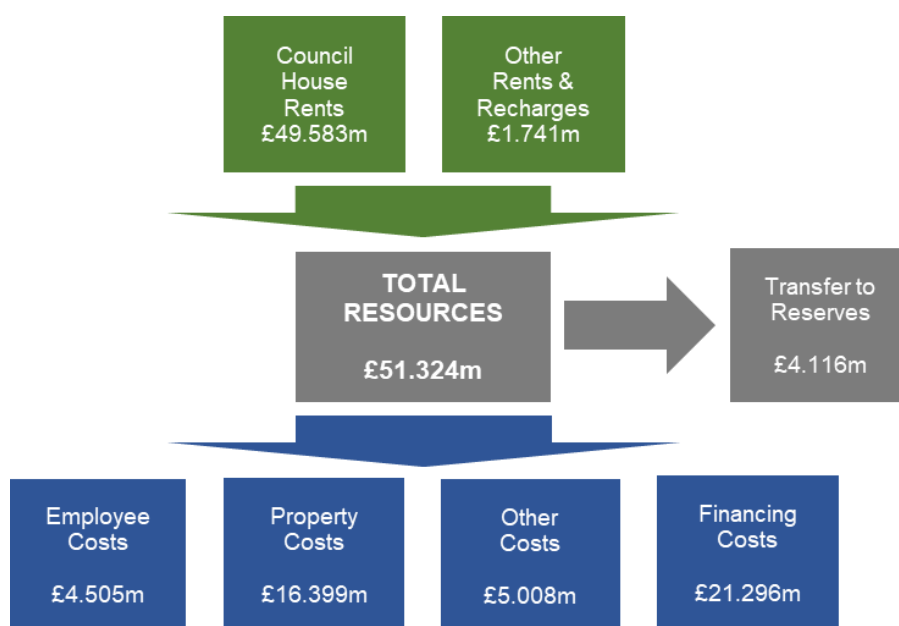 Council
House
Rents
£49.583m
Other
Rents &
Recharges
£1.741m
TOTAL
RESOURCES
£51.324m
Transfer to
Reserves
£4.116m
Employee
Costs
£4.505m
Property
Costs
£16.399m
Other
Costs
£5.008m
Financing
Costs
£21.296m